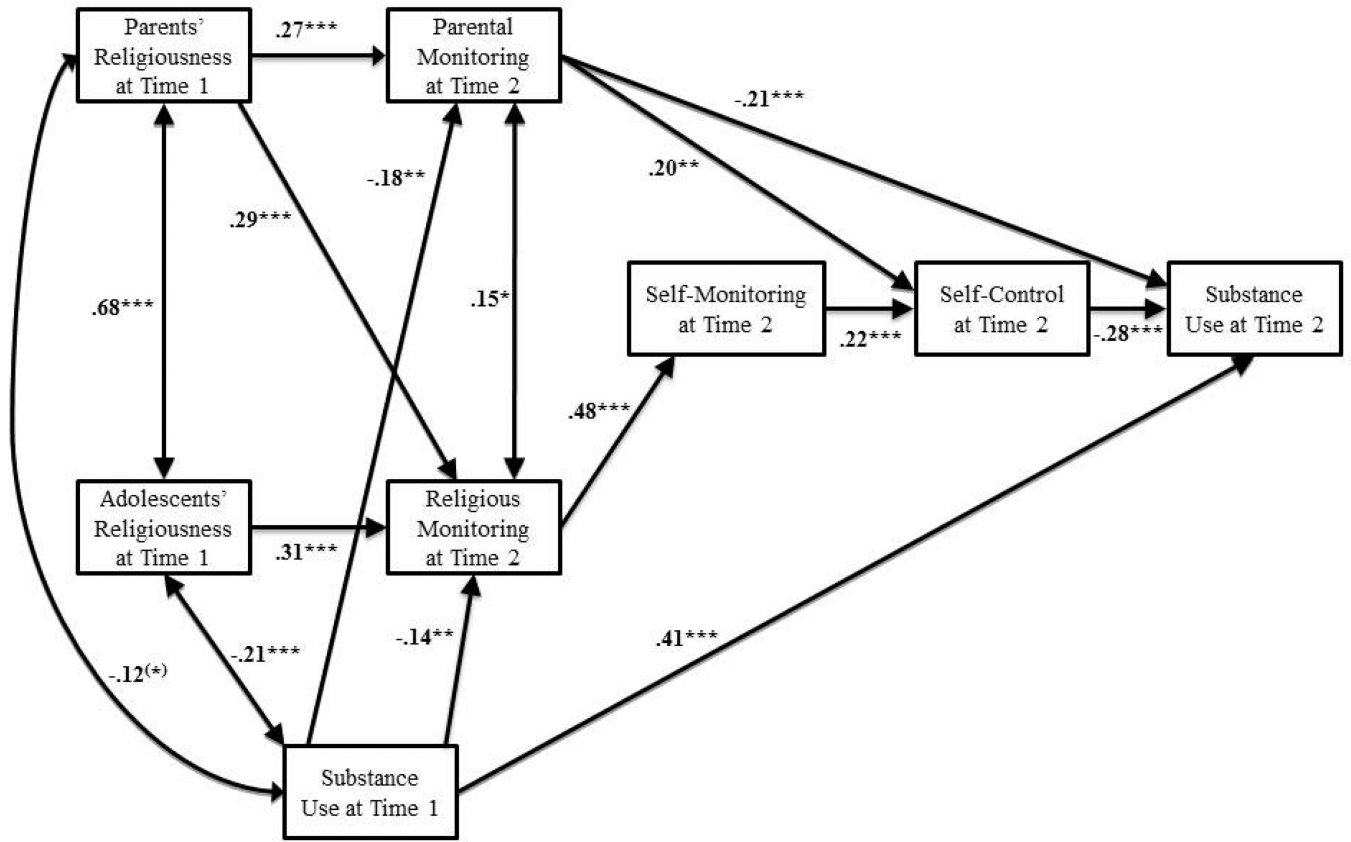 Parents’
Religiousness
at Time 1
.27***
Parental
Monitoring
at Time 2
-.21***
.20**
-.18**
.29***
.68***
.15*
Self-Monitoring
at Time 2
.22***
Self-Control
at Time 2
-.28***
Substance
Use at Time 2
.48***
Adolescents’
Religiousness
at Time 1
.31***
Religious
Monitoring
at Time 2
-.12(*)
-.21***
-.14**
.41***
Substance
Use at Time 1